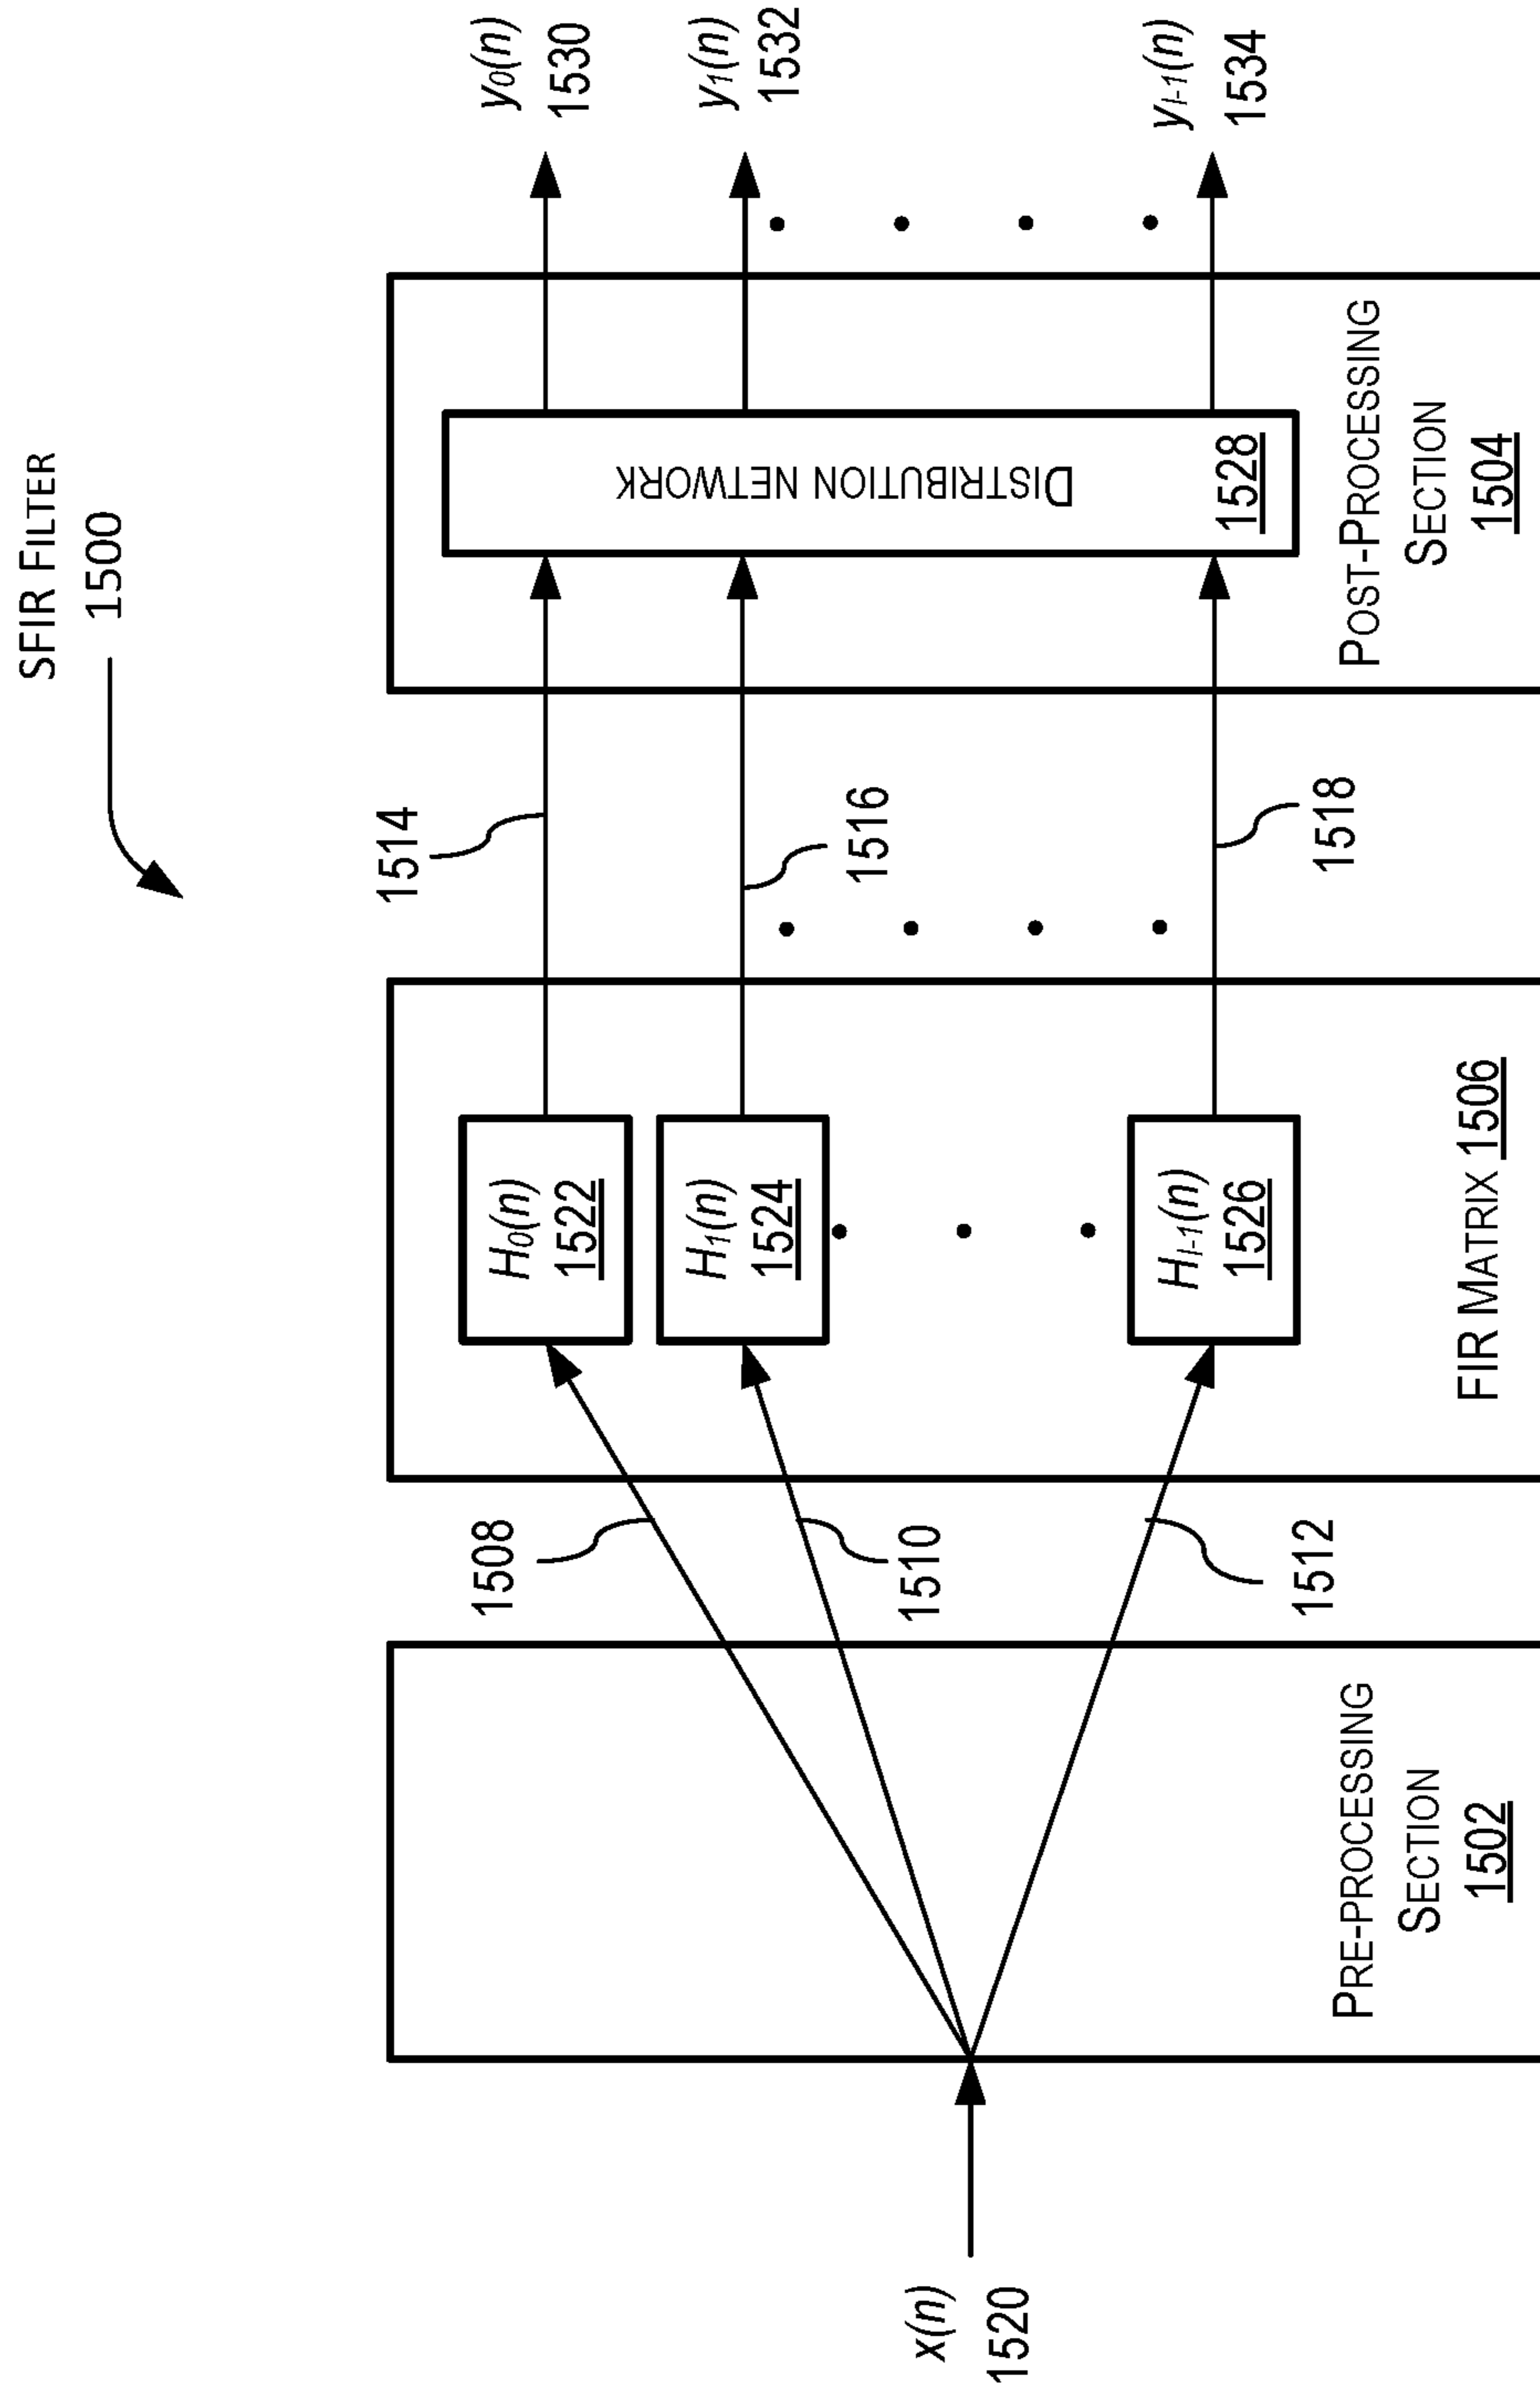 SFIR FILTER
1500
x(n)
1520
PRE-PROCESSING
SECTION
1502
1508
1510
1512
H0(n)
1522
H1(n)
1524
HI-1(n)
1526
FIR MATRIX 1506
1514
1516
1518
DISTRIBUTION NETWORK
1528
POST-PROCESSING
SECTION
1504
y0(n)
1530
y1(n)
1532
yI-1(n)
1534